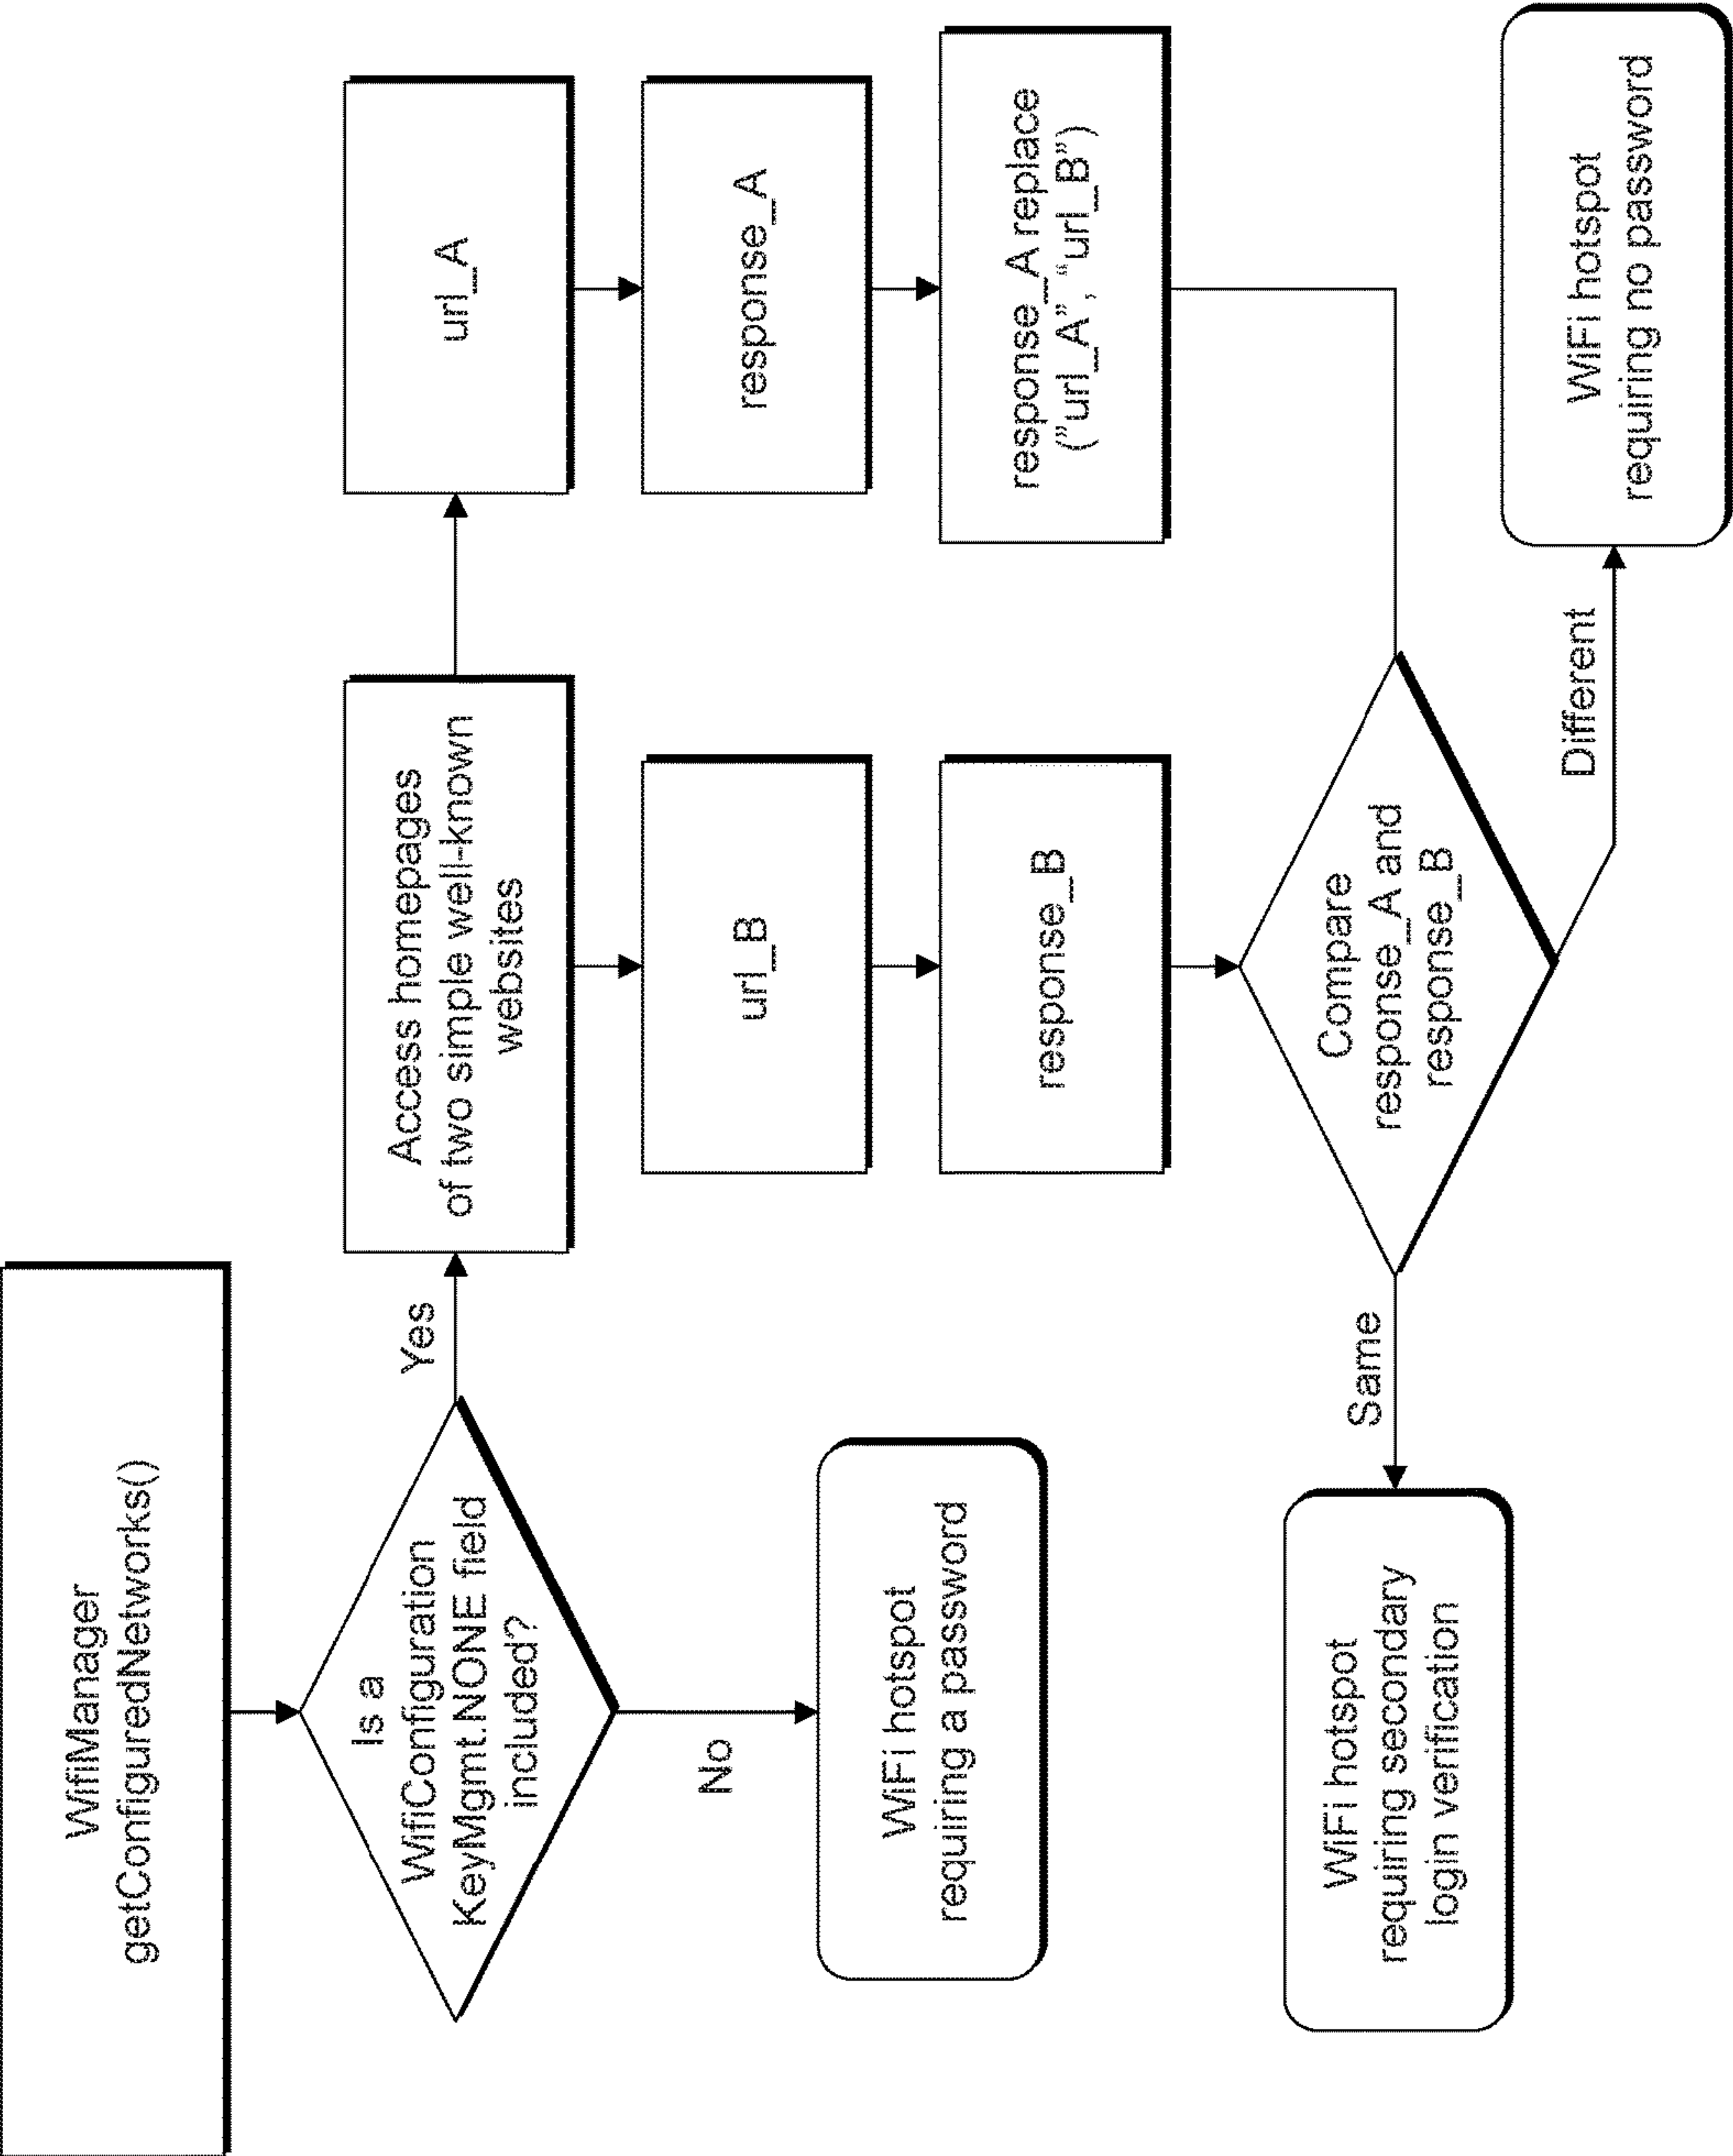 WifiManager
getConfiguredNetworks()
Is a
WifiConfiguration
KeyMgmt.NONE field
included?
Yes
No
WiFi hotspot
requiring a password
Access homepages
of two simple well-known
websites
url_A
response_A
response_A replace
("url_A", "url_B")
url_B
response_B
Compare
response_A and
response_B
Same
WiFi hotspot
requiring secondary
login verification
Different
WiFi hotspot
requiring no password